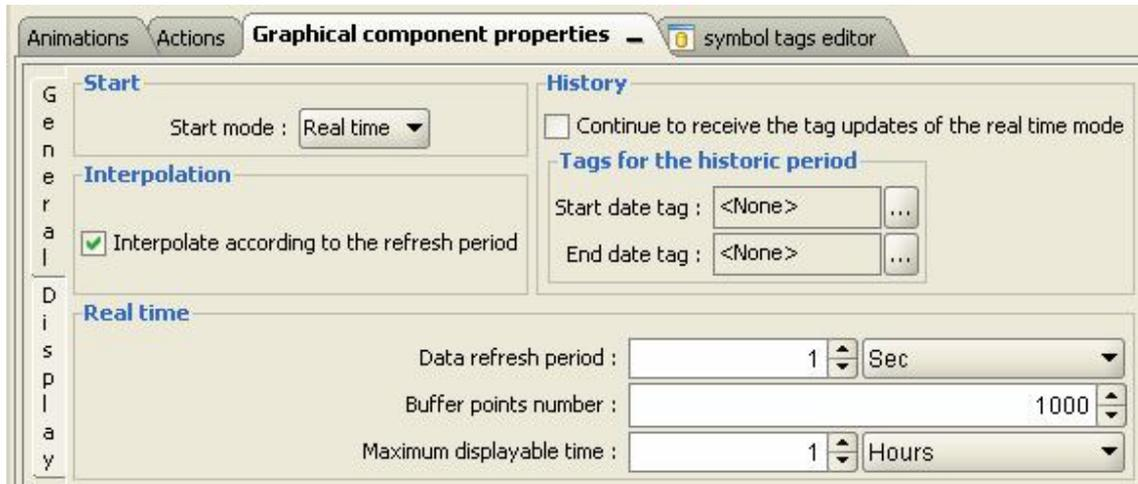 Animations Actions Graphical component properties symbol tags editor
General
Display
Start
Start mode : Real time
Interpolation
Interpolate according to the refresh period
History
Continue to receive the tag updates of the real time mode
Tags for the historic period
Start date tag : <None> ...
End date tag : <None> ...
Real time
Data refresh period : 1 Sec
Buffer points number : 1000
Maximum displayable time : 1 Hours